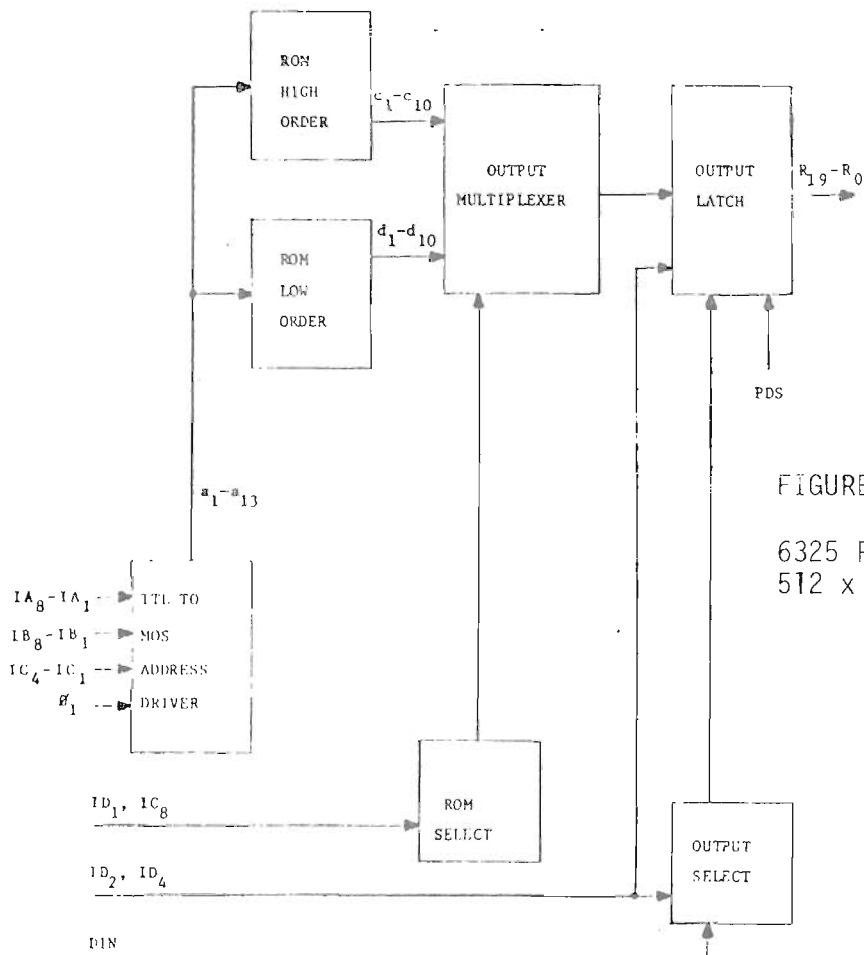 ROM
HIGH
ORDER
c1-c10
OUTPUT
MULTIPLEXER
OUTPUT
LATCH
R19-R0
d1-d10
ROM
LOW
ORDER
PDS
a1-a13
FIGURE
6325
512 x
IA8-IA1
TTL TO
IB8-IB1
MOS
IC4-IC1
ADDRESS
Ø1
DRIVER
ID1, IC8
ROM
SELECT
OUTPUT
SELECT
ID2, ID4
DIN